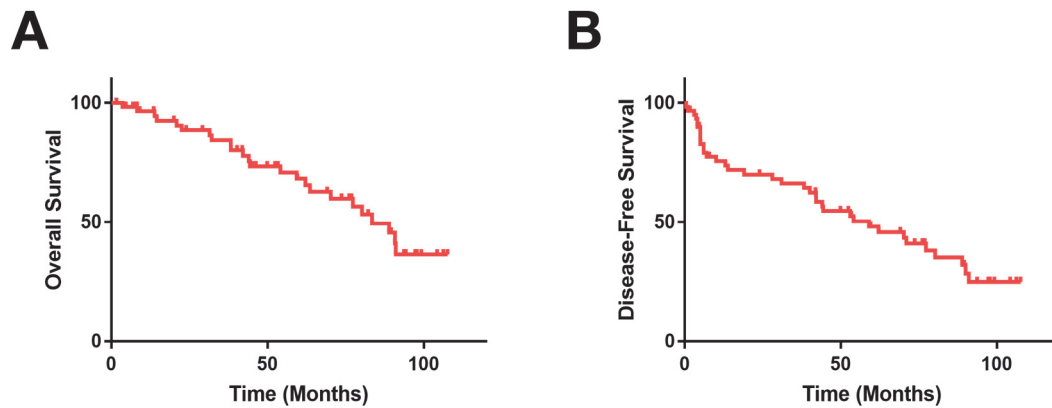 A
Overall Survival
100
50
0
0 50 100
Time (Months)
B
Disease-Free Survival
100
50
0
0 50 100
Time (Months)